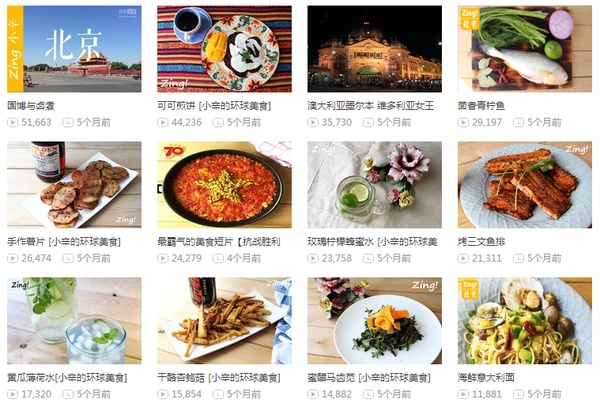 Zing 小辛
北京
Zing!
Zing!
北京
国博与卤煮
可可煎饼 [小辛的环球美食]
澳大利亚墨尔本 维多利亚女王
茴香青柠鱼
51,663 5个月前
44,236 5个月前
35,730 5个月前
29,197 5个月前
70
Zing!
Zing!
Zing!
手作薯片 [小辛的环球美食]
最霸气的美食短片【抗战胜利
玫瑰柠檬蜂蜜水 [小辛的环球美
烤三文鱼排
26,474 5个月前
24,279 4个月前
23,758 5个月前
21,311 5个月前
Zing!
Zing!
Zing!
Zing!
北京
黄瓜薄荷水[小辛的环球美食]
干酪杏鲍菇 [小辛的环球美食]
蜜醋马齿苋 [小辛的环球美食]
海鲜意大利面
17,320 5个月前
15,854 5个月前
14,882 5个月前
11,881 5个月前